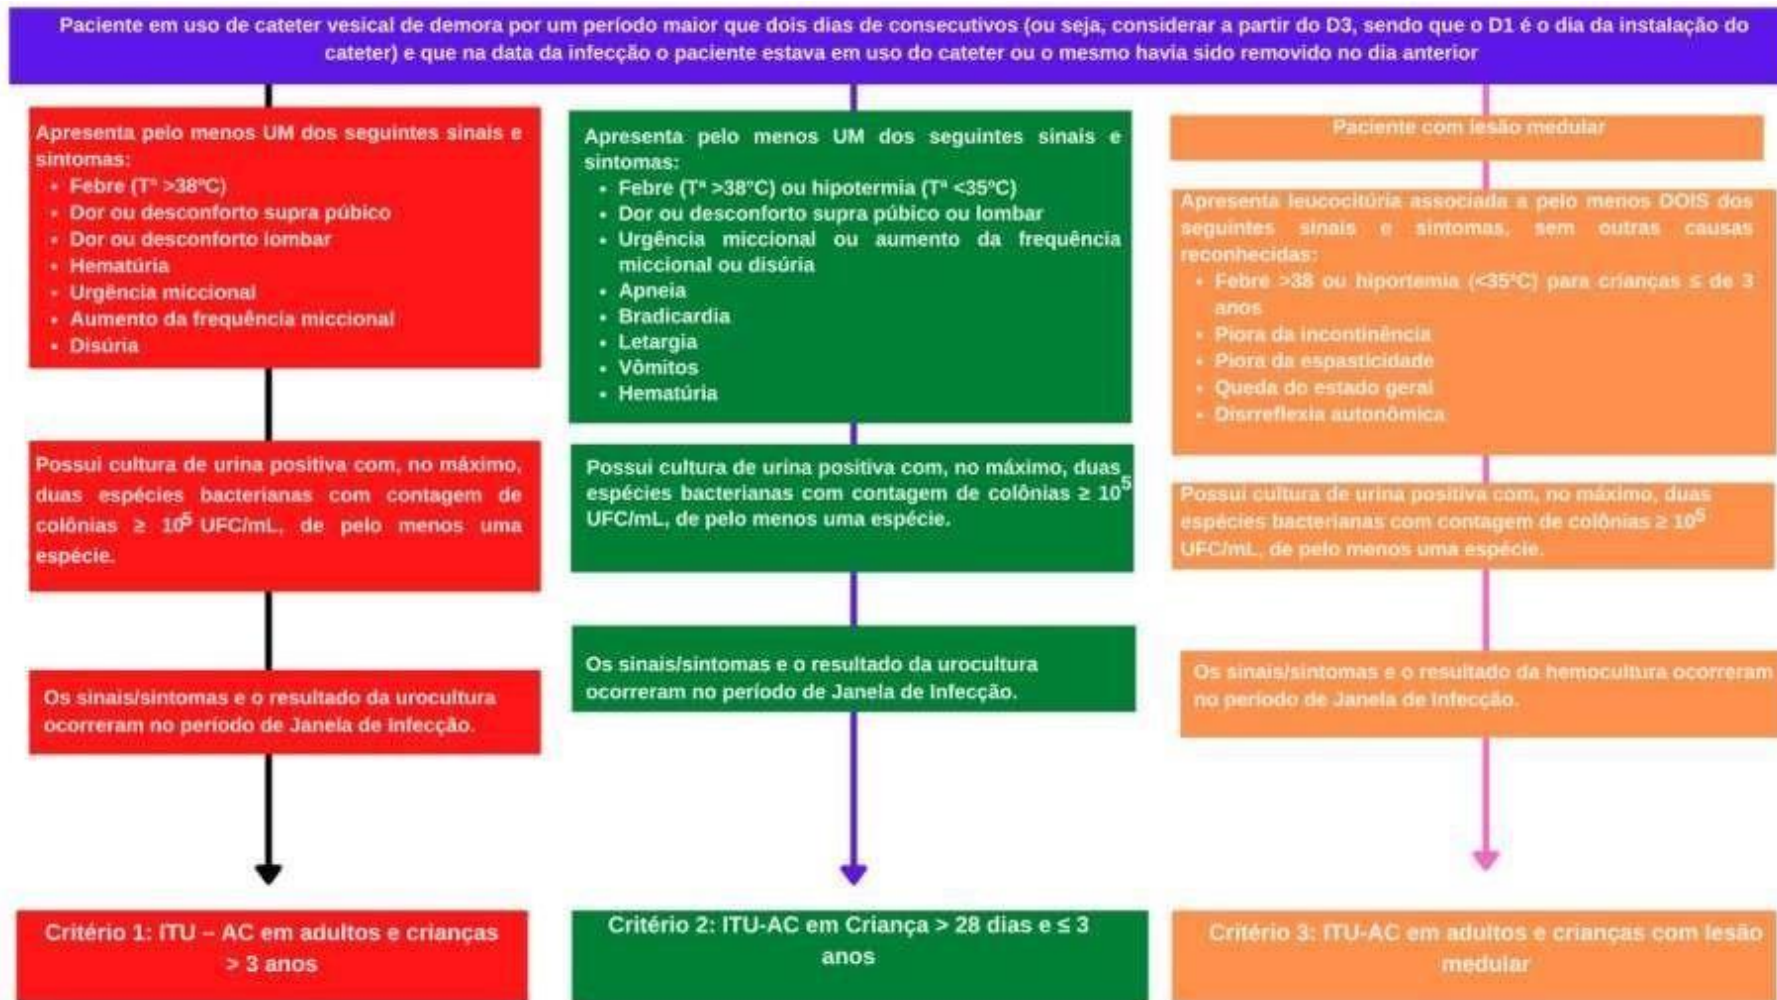 Paciente em uso de cateter vesical de demora por um período maior que dois dias de consecutivos (ou seja, considerar a partir do D3, sendo que o D1 é o dia da instalação do
cateter) e que na data da infecção o paciente estava em uso do cateter ou o mesmo havia sido removido no dia anterior
Apresenta pelo menos UM dos seguintes sinais e
sintomas:
• Febre (Tª >38ºC)
• Dor ou desconforto supra púbico
• Dor ou desconforto lombar
• Hematúria
• Urgência miccional
• Aumento da frequência miccional
• Disúria
Possui cultura de urina positiva com, no máximo,
duas espécies bacterianas com contagem de
colônias ≥ 10⁵ UFC/mL, de pelo menos uma
espécie.
Os sinais/sintomas e o resultado da urocultura
ocorreram no período de Janela de Infecção.
Critério 1: ITU – AC em adultos e crianças
> 3 anos
Apresenta pelo menos UM dos seguintes sinais e
sintomas:
• Febre (Tª >38°C) ou hipotermia (Tª <35ºC)
• Dor ou desconforto supra púbico ou lombar
• Urgência miccional ou aumento da frequência
miccional ou disúria
• Apneia
• Bradicardia
• Letargia
• Vômitos
• Hematúria
Possui cultura de urina positiva com, no máximo, duas
espécies bacterianas com contagem de colônias ≥ 10⁵
UFC/mL, de pelo menos uma espécie.
Os sinais/sintomas e o resultado da urocultura
ocorreram no período de Janela de Infecção.
Critério 2: ITU-AC em Criança > 28 dias e ≤ 3
anos
Paciente com lesão medular
Apresenta leucocitúria associada a pelo menos DOIS dos
seguintes sinais e sintomas, sem outras causas
reconhecidas:
• Febre >38 ou hiportemia (<35ºC) para crianças ≤ de 3
anos
• Piora da incontinência
• Piora da espasticidade
• Queda do estado geral
• Disrreflexia autonômica
Possui cultura de urina positiva com, no máximo, duas
espécies bacterianas com contagem de colônias ≥ 10⁵
UFC/mL, de pelo menos uma espécie.
Os sinais/sintomas e o resultado da hemocultura ocorreram
no período de Janela de Infecção.
Critério 3: ITU-AC em adultos e crianças com lesão
medular